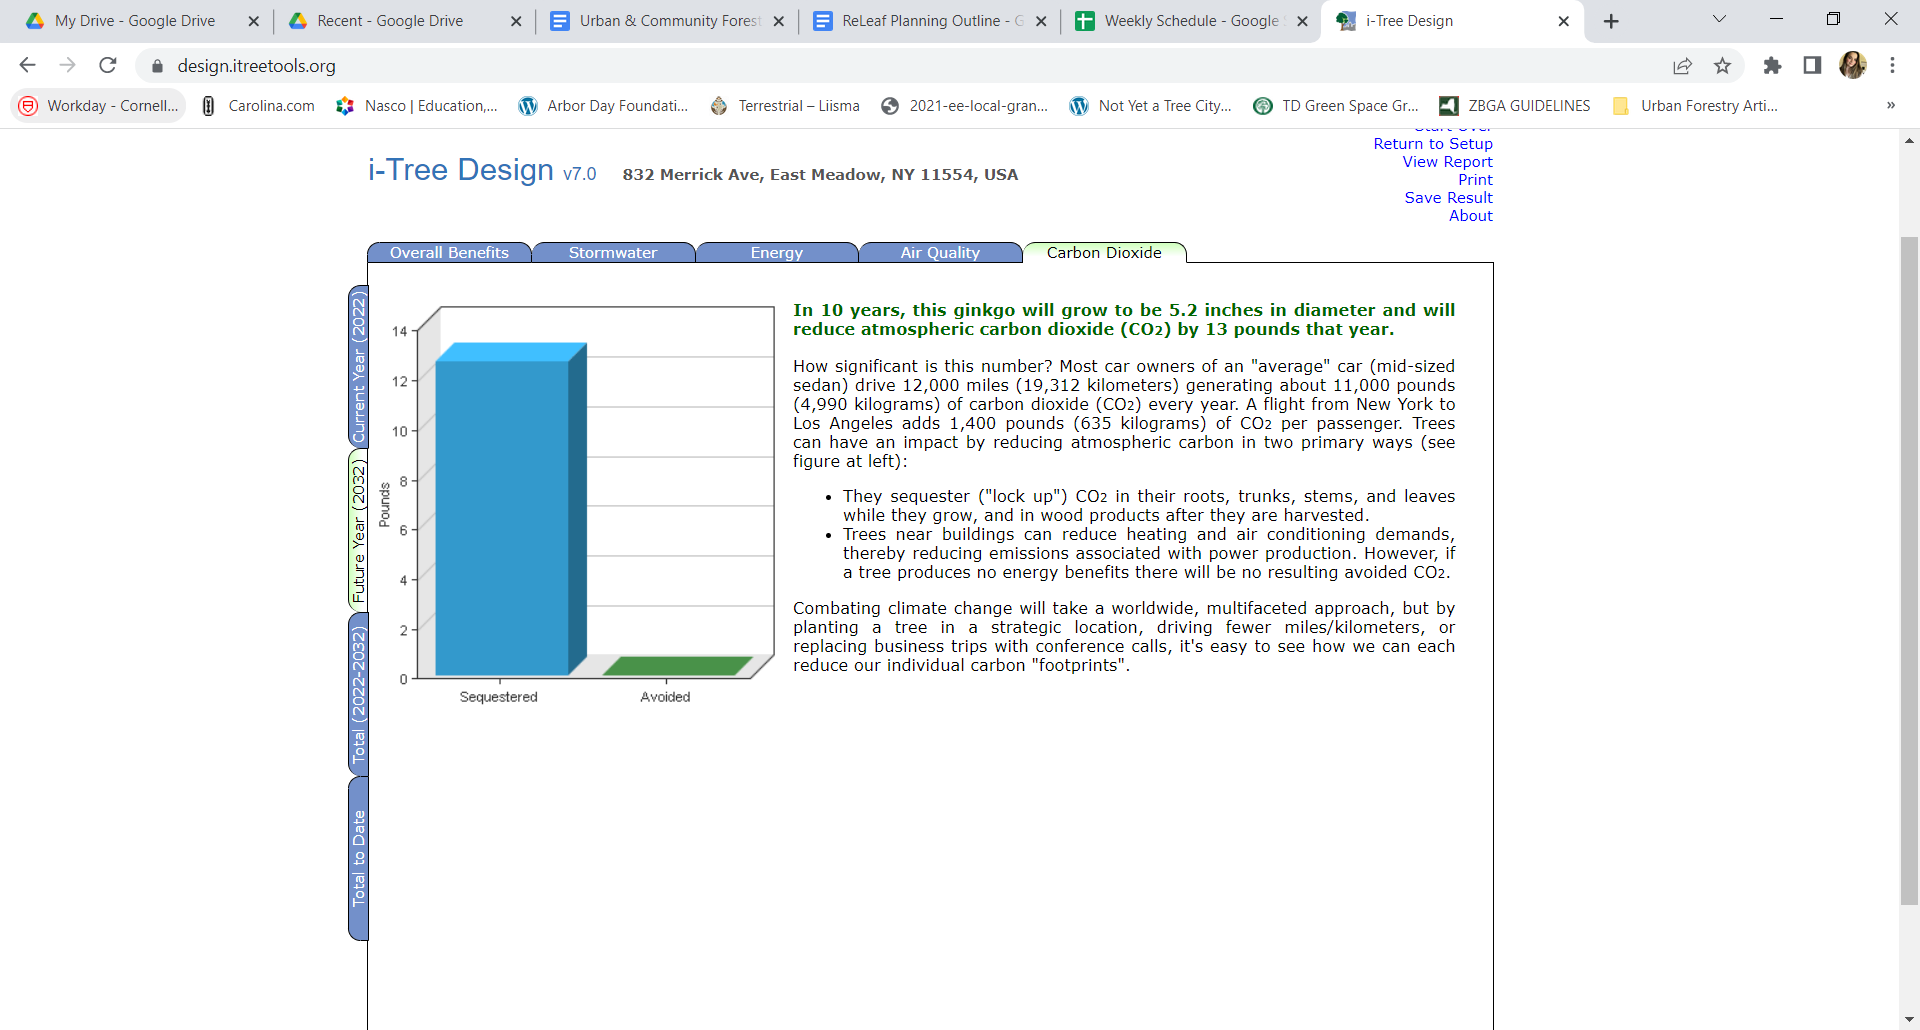 My Drive - Google Drive
Recent - Google Drive
Urban & Community Forest
ReLeaf Planning Outline - G
Weekly Schedule - Google S
i-Tree Design
design.itreetools.org
Workday - Cornell...
Carolina.com
Nasco | Education,...
Arbor Day Foundati...
Terrestrial – Liisma
2021-ee-local-gran...
Not Yet a Tree City...
TD Green Space Gr...
ZBGA GUIDELINES
Urban Forestry Arti...
»
Start Over
Return to Setup
View Report
Print
Save Result
About
i-Tree Design v7.0
832 Merrick Ave, East Meadow, NY 11554, USA
Overall Benefits
Stormwater
Energy
Air Quality
Carbon Dioxide
Current Year (2022)
Future Year (2032)
Total (2022-2032)
Total to Date
Pounds
14
12
10
8
6
4
2
0
Sequestered
Avoided
In 10 years, this ginkgo will grow to be 5.2 inches in diameter and will
reduce atmospheric carbon dioxide (CO2) by 13 pounds that year.
How significant is this number? Most car owners of an "average" car (mid-sized
sedan) drive 12,000 miles (19,312 kilometers) generating about 11,000 pounds
(4,990 kilograms) of carbon dioxide (CO2) every year. A flight from New York to
Los Angeles adds 1,400 pounds (635 kilograms) of CO2 per passenger. Trees
can have an impact by reducing atmospheric carbon in two primary ways (see
figure at left):
• They sequester ("lock up") CO2 in their roots, trunks, stems, and leaves
while they grow, and in wood products after they are harvested.
• Trees near buildings can reduce heating and air conditioning demands,
thereby reducing emissions associated with power production. However, if
a tree produces no energy benefits there will be no resulting avoided CO2.
Combating climate change will take a worldwide, multifaceted approach, but by
planting a tree in a strategic location, driving fewer miles/kilometers, or
replacing business trips with conference calls, it's easy to see how we can each
reduce our individual carbon "footprints".